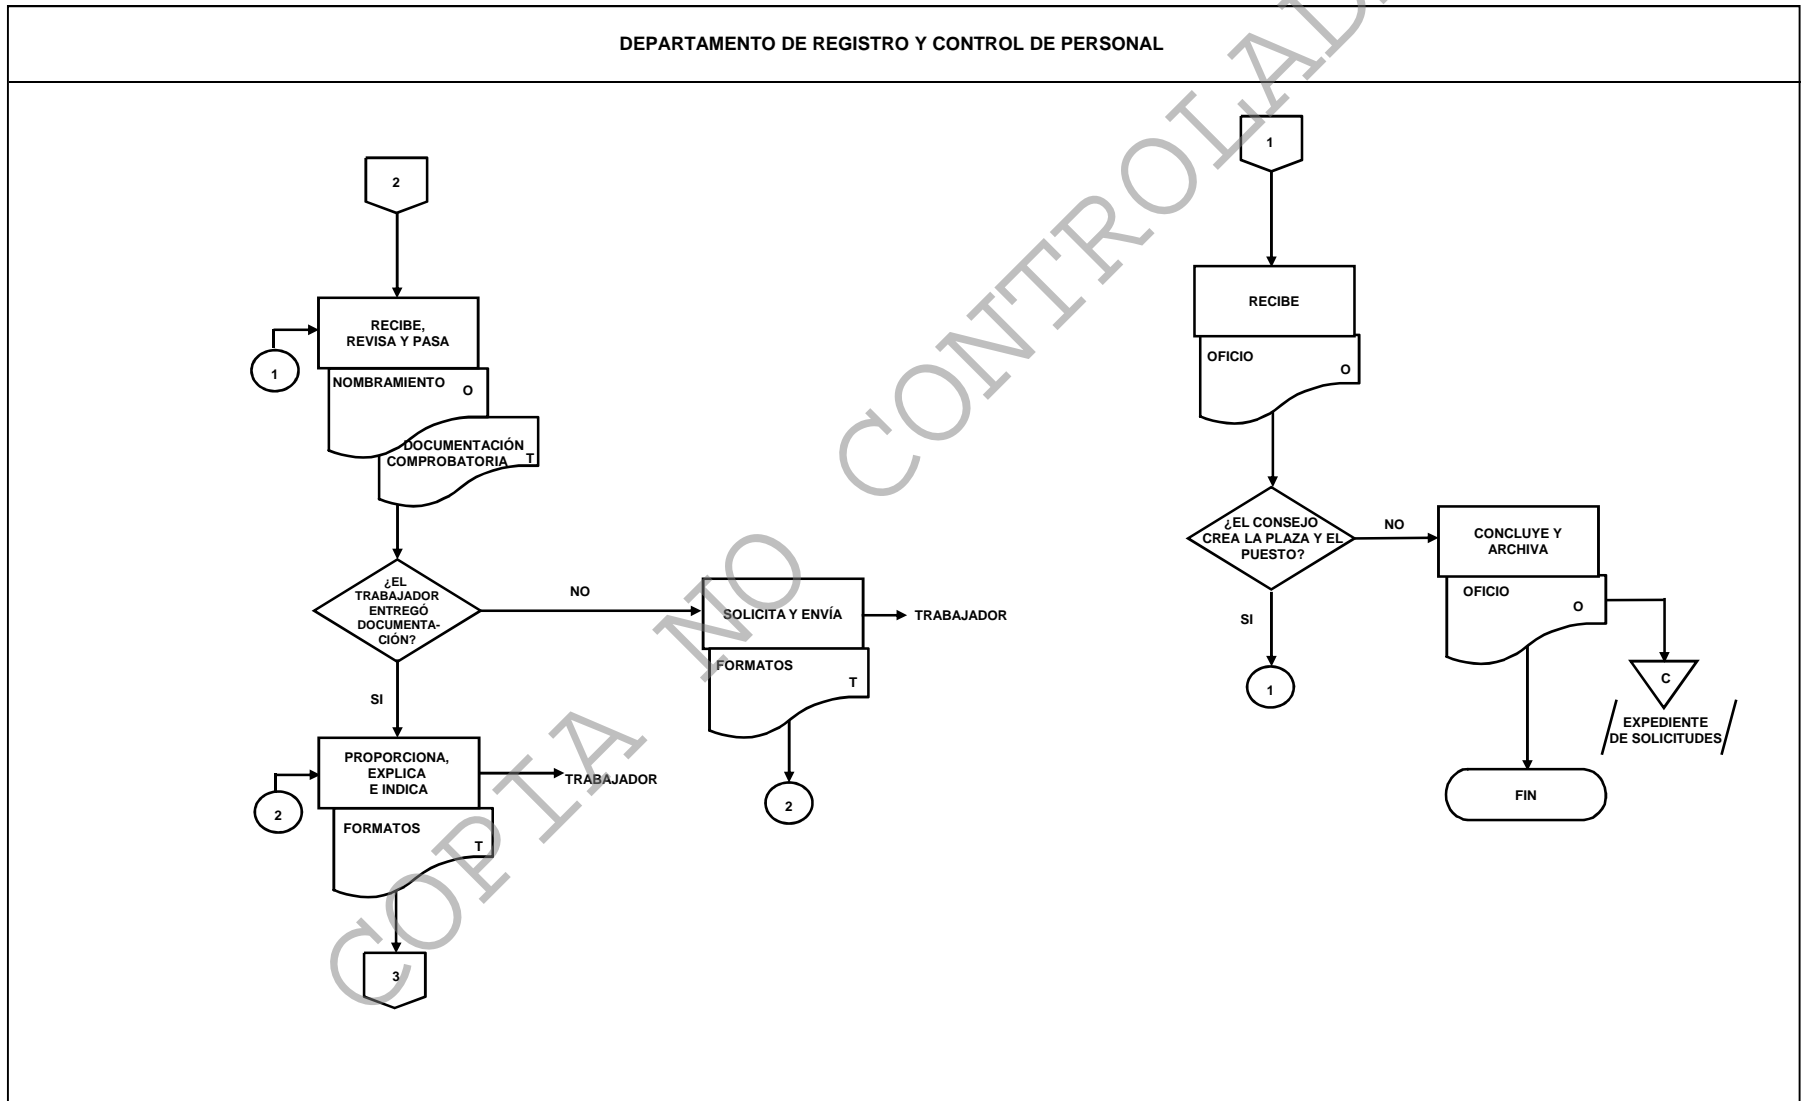 DEPARTAMENTO DE REGISTRO Y CONTROL DE PERSONAL
2
RECIBE,
REVISA Y PASA
1
NOMBRAMIENTO
O
DOCUMENTACIÓN
COMPROBATORIA
T
¿EL
TRABAJADOR
ENTREGÓ
DOCUMENTA-
CIÓN?
NO
SOLICITA Y ENVÍA
TRABAJADOR
FORMATOS
T
2
SI
PROPORCIONA,
EXPLICA
E INDICA
TRABAJADOR
2
FORMATOS
T
3
1
RECIBE
OFICIO
O
¿EL CONSEJO
CREA LA PLAZA Y EL
PUESTO?
NO
CONCLUYE Y
ARCHIVA
OFICIO
O
SI
1
C
EXPEDIENTE
DE SOLICITUDES
FIN
COPIA NO CONTROLAD